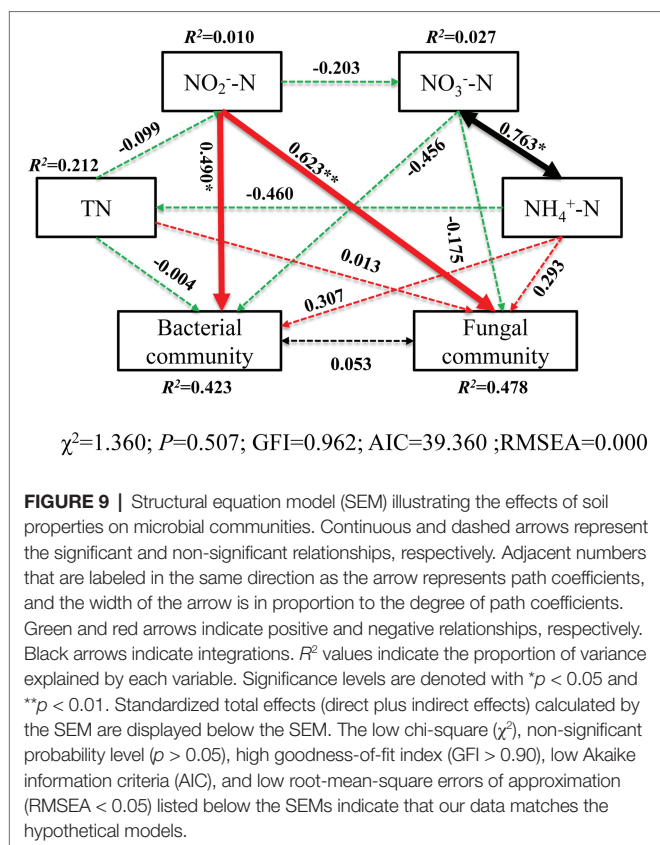 R²=0.010
R²=0.027
NO₂⁻-N
-0.203
NO₃⁻-N
-0.099
0.490*
0.623**
-0.456
0.763*
R²=0.212
TN
-0.460
NH₄⁺-N
-0.004
0.013
-0.175
0.307
0.293
Bacterial
community
0.053
Fungal
community
R²=0.423
R²=0.478
χ²=1.360; P=0.507; GFI=0.962; AIC=39.360 ;RMSEA=0.000
FIGURE 9 | Structural equation model (SEM) illustrating the effects of soil
properties on microbial communities. Continuous and dashed arrows represent
the significant and non-significant relationships, respectively. Adjacent numbers
that are labeled in the same direction as the arrow represents path coefficients,
and the width of the arrow is in proportion to the degree of path coefficients.
Green and red arrows indicate positive and negative relationships, respectively.
Black arrows indicate integrations. R² values indicate the proportion of variance
explained by each variable. Significance levels are denoted with *p < 0.05 and
**p < 0.01. Standardized total effects (direct plus indirect effects) calculated by
the SEM are displayed below the SEM. The low chi-square (χ²), non-significant
probability level (p > 0.05), high goodness-of-fit index (GFI > 0.90), low Akaike
information criteria (AIC), and low root-mean-square errors of approximation
(RMSEA < 0.05) listed below the SEMs indicate that our data matches the
hypothetical models.